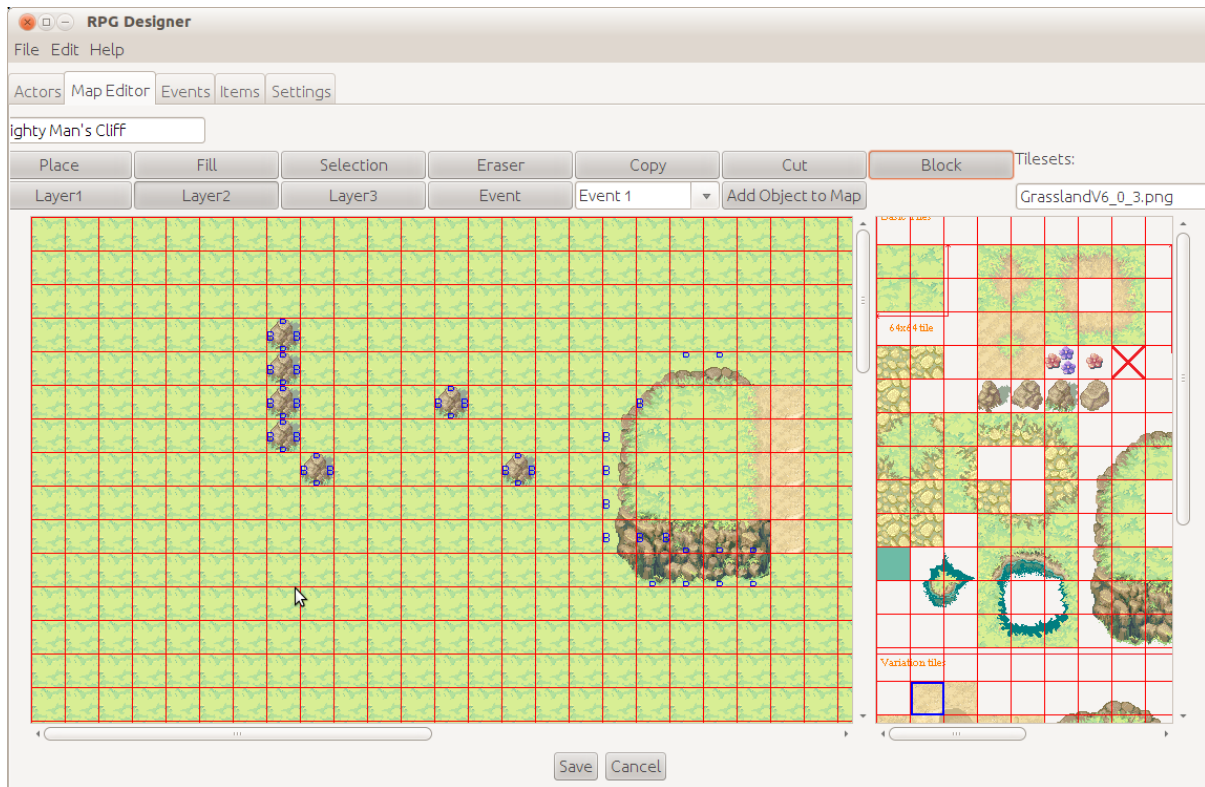 RPG Designer
File Edit Help
Actors Map Editor Events Items Settings
ighty Man's Cliff
Place Fill Selection Eraser Copy Cut Block Tilesets:
Layer1 Layer2 Layer3 Event Event 1 Add Object to Map GrasslandV6_0_3.png
Basic Tiles
64x64 tile
Variation tiles
Save Cancel